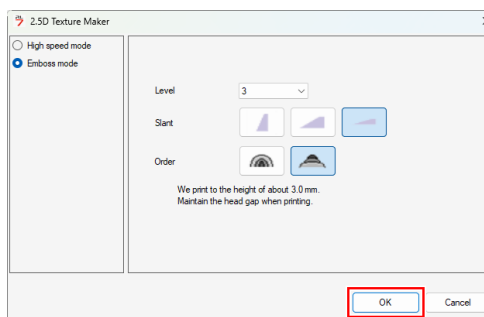 2.5D Texture Maker
High speed mode
Emboss mode
Level
3
Slant
Order
We print to the height of about 3.0 mm.
Maintain the head gap when printing.
OK
Cancel